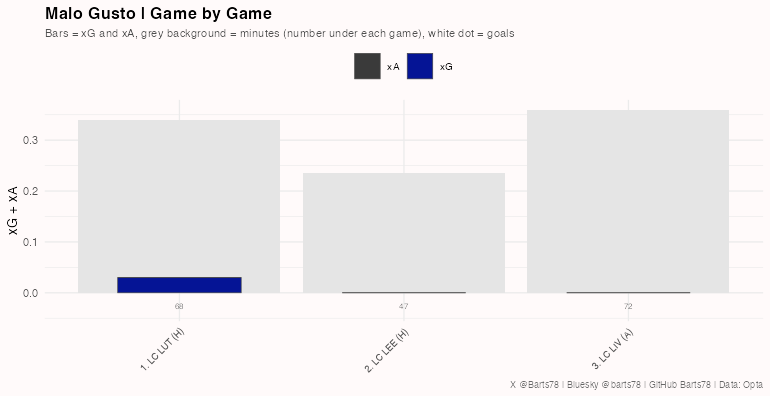 Malo Gusto | Game by Game
Bars = xG and xA, grey background = minutes (number under each game), white dot = goals
xA xG
xG + xA
0.3
0.2
0.1
0.0
68 47 72
1. LC LUT (H) 2. LC LEE (H) 3. LC LIV (A)
X @Barts78 | Bluesky @barts78 | GitHub Barts78 | Data: Opta